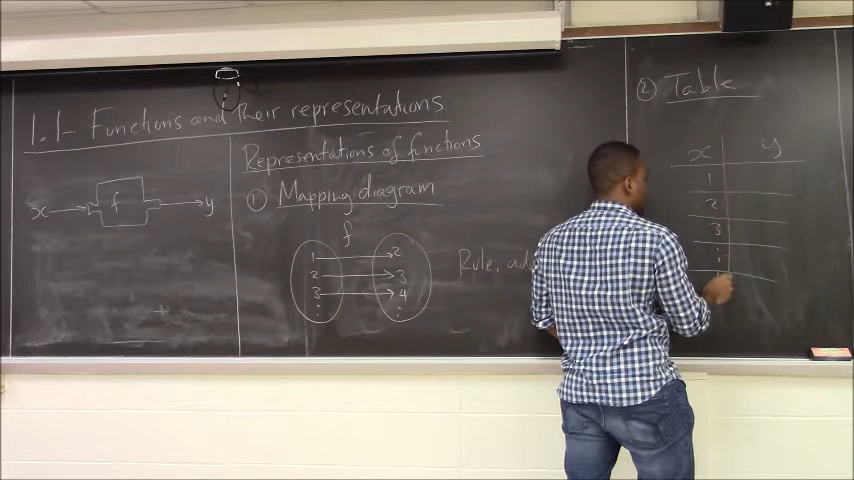 1.1- Functions and their representations
x f y
Representations of functions
① Mapping diagram
f
1 2
2 3
3 4
⋮ ⋮
Rule:
② Table
x y
1
2
3
⋮